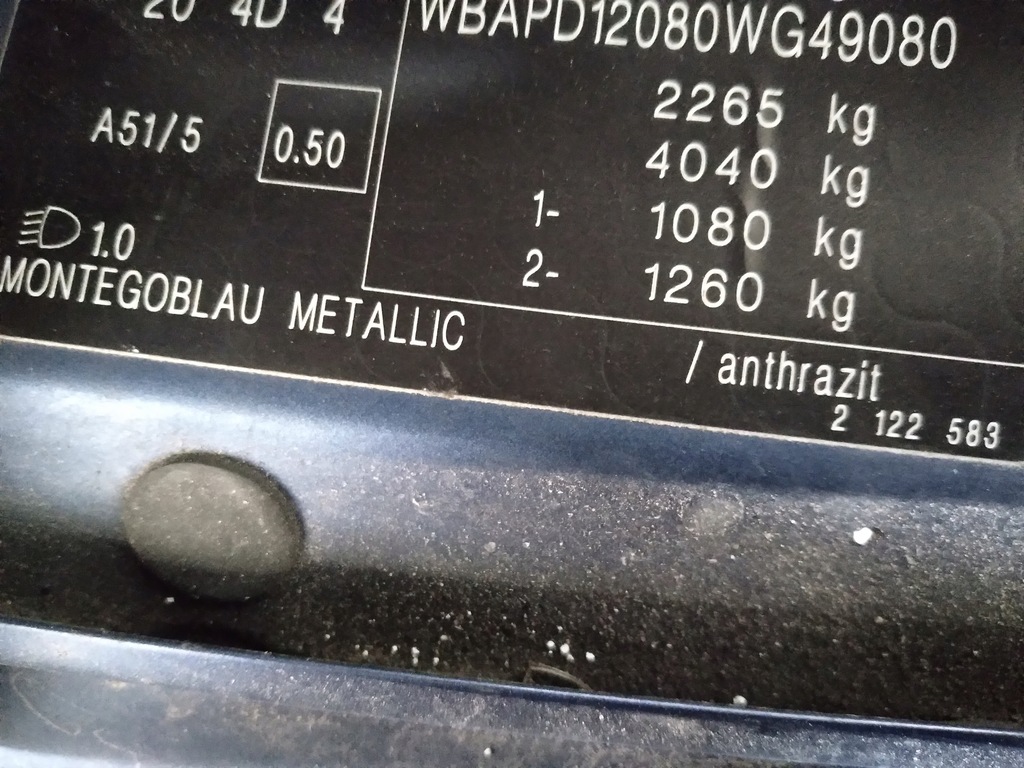 20 4D 4
WBAPD12080WG49080
2265 kg
4040 kg
1- 1080 kg
2- 1260 kg
A51/5 0.50
1.0
MONTEGOBLAU METALLIC
/ anthrazit
2 122 583